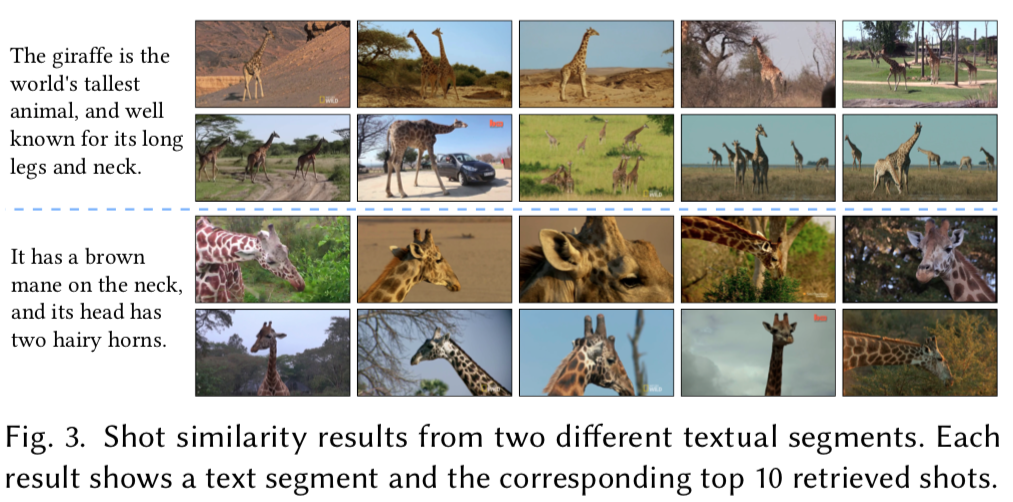 The giraffe is the
world's tallest
animal, and well
known for its long
legs and neck.
It has a brown
mane on the neck,
and its head has
two hairy horns.
Fig. 3. Shot similarity results from two different textual segments. Each
result shows a text segment and the corresponding top 10 retrieved shots.